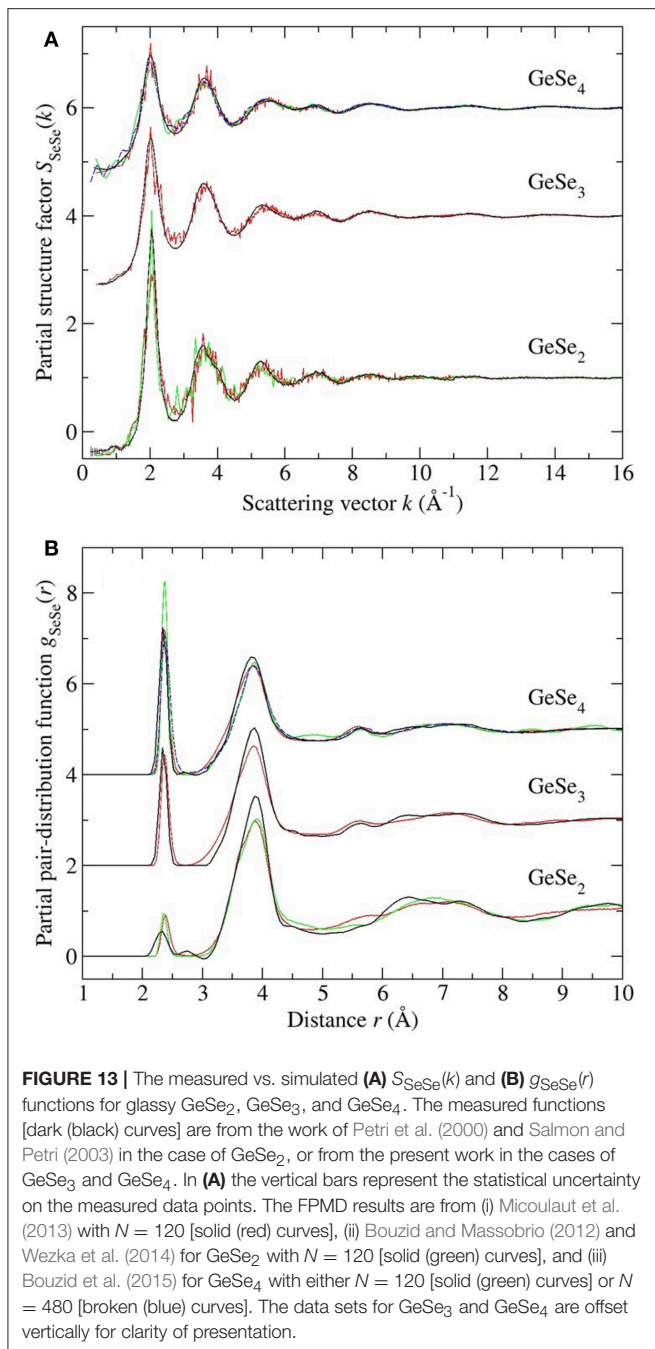 A
GeSe4
GeSe3
GeSe2
Partial structure factor SSeSe(k)
6
4
2
0
0 2 4 6 8 10 12 14 16
Scattering vector k (Å-1)
B
GeSe4
GeSe3
GeSe2
Partial pair-distribution function gSeSe(r)
8
6
4
2
0
1 2 3 4 5 6 7 8 9 10
Distance r (Å)
FIGURE 13 | The measured vs. simulated (A) SSeSe(k) and (B) gSeSe(r)
functions for glassy GeSe2, GeSe3, and GeSe4. The measured functions
[dark (black) curves] are from the work of Petri et al. (2000) and Salmon and
Petri (2003) in the case of GeSe2, or from the present work in the cases of
GeSe3 and GeSe4. In (A) the vertical bars represent the statistical uncertainty
on the measured data points. The FPMD results are from (i) Micoulaut et al.
(2013) with N = 120 [solid (red) curves], (ii) Bouzid and Massobrio (2012) and
Wezka et al. (2014) for GeSe2 with N = 120 [solid (green) curves], and (iii)
Bouzid et al. (2015) for GeSe4 with either N = 120 [solid (green) curves] or N
= 480 [broken (blue) curves]. The data sets for GeSe3 and GeSe4 are offset
vertically for clarity of presentation.